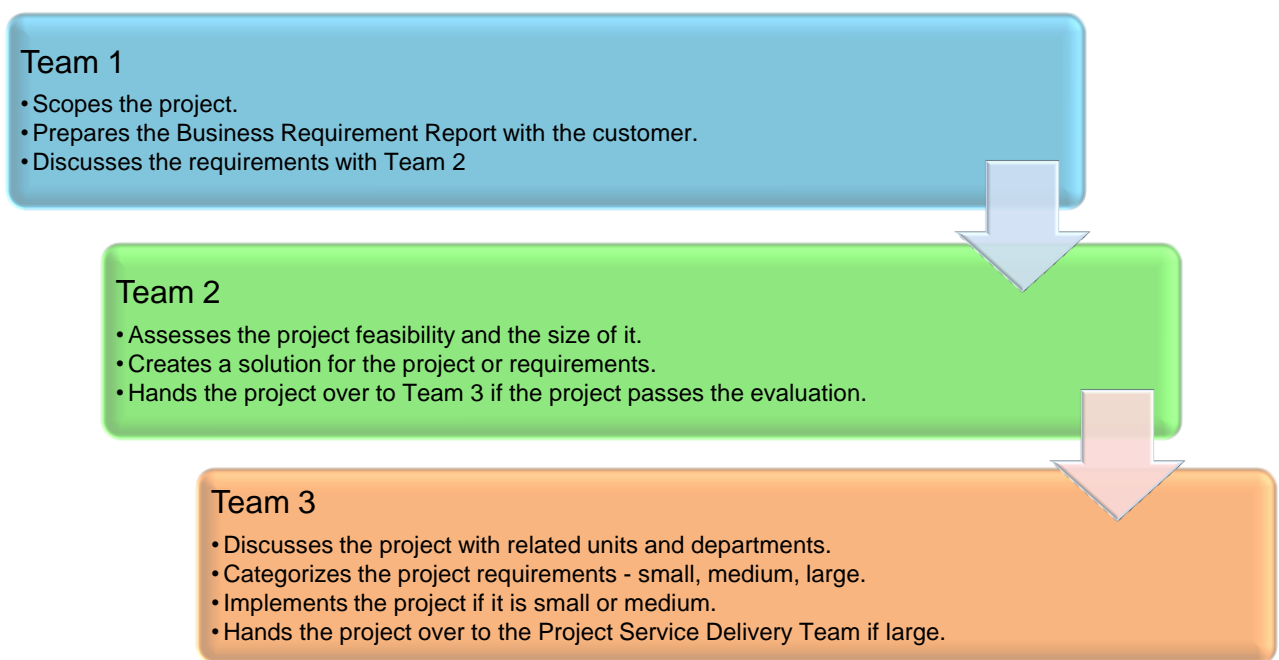 Team 1
• Scopes the project.
• Prepares the Business Requirement Report with the customer.
• Discusses the requirements with Team 2
Team 2
• Assesses the project feasibility and the size of it.
• Creates a solution for the project or requirements.
• Hands the project over to Team 3 if the project passes the evaluation.
Team 3
• Discusses the project with related units and departments.
• Categorizes the project requirements - small, medium, large.
• Implements the project if it is small or medium.
• Hands the project over to the Project Service Delivery Team if large.